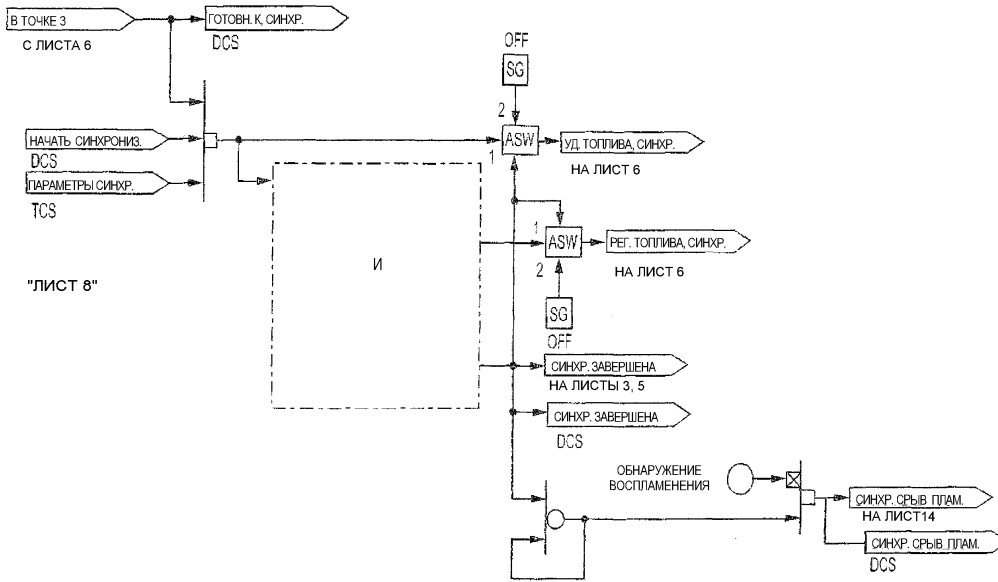 В ТОЧКЕ 3
ГОТОВН. К, СИНХР.
С ЛИСТА 6
DCS
OFF
SG
2
НАЧАТЬ СИНХРОНИЗ.
ASW
УД. ТОПЛИВА, СИНХР.
DCS
1
НА ЛИСТ 6
ПАРАМЕТРЫ СИНХР.
TCS
1
ASW
РЕГ. ТОПЛИВА, СИНХР.
И
2
НА ЛИСТ 6
"ЛИСТ 8"
SG
OFF
СИНХР. ЗАВЕРШЕНА
НА ЛИСТЫ 3, 5
СИНХР. ЗАВЕРШЕНА
DCS
ОБНАРУЖЕНИЕ
ВОСПЛАМЕНЕНИЯ
СИНХР. СРЫВ ПЛАМ.
НА ЛИСТ14
СИНХР. СРЫВ ПЛАМ.
DCS